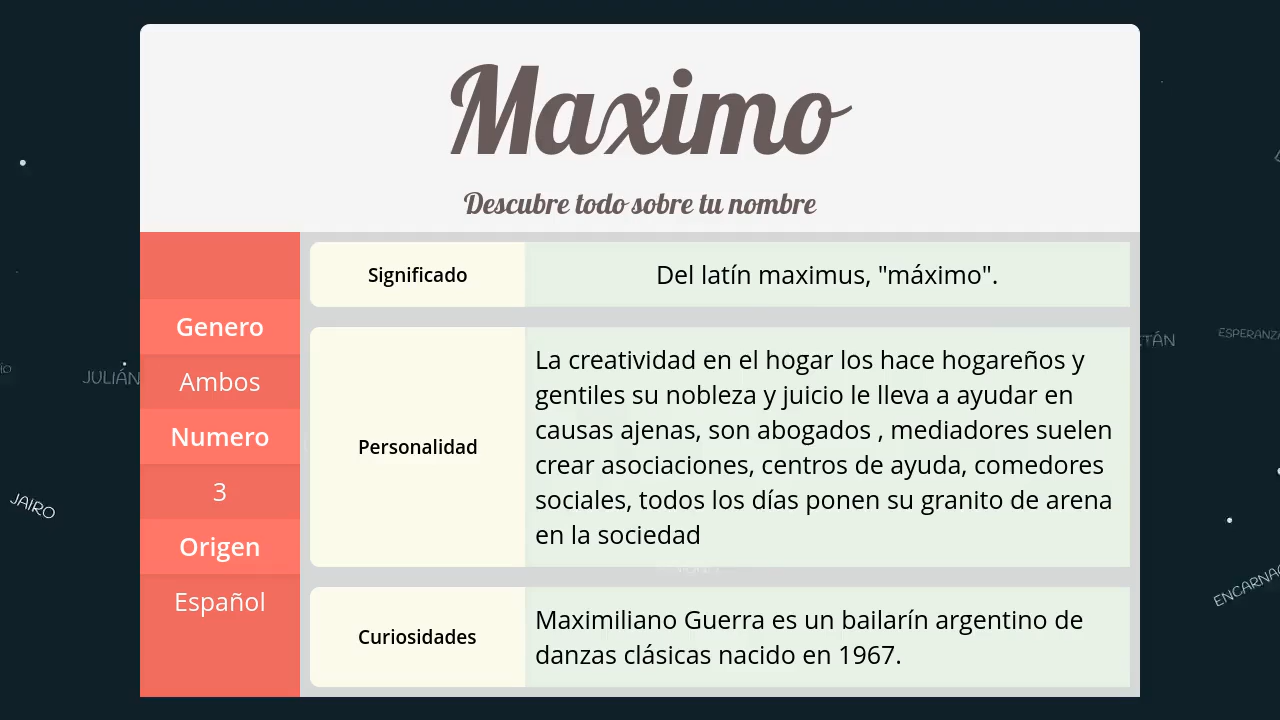 Maximo
Descubre todo sobre tu nombre
Genero
Ambos
Numero
3
Origen
Español
Significado
Del latín maximus, "máximo".
Personalidad
La creatividad en el hogar los hace hogareños y
gentiles su nobleza y juicio le lleva a ayudar en
causas ajenas, son abogados , mediadores suelen
crear asociaciones, centros de ayuda, comedores
sociales, todos los días ponen su granito de arena
en la sociedad
Curiosidades
Maximiliano Guerra es un bailarín argentino de
danzas clásicas nacido en 1967.
JULIÁN
JAIRO